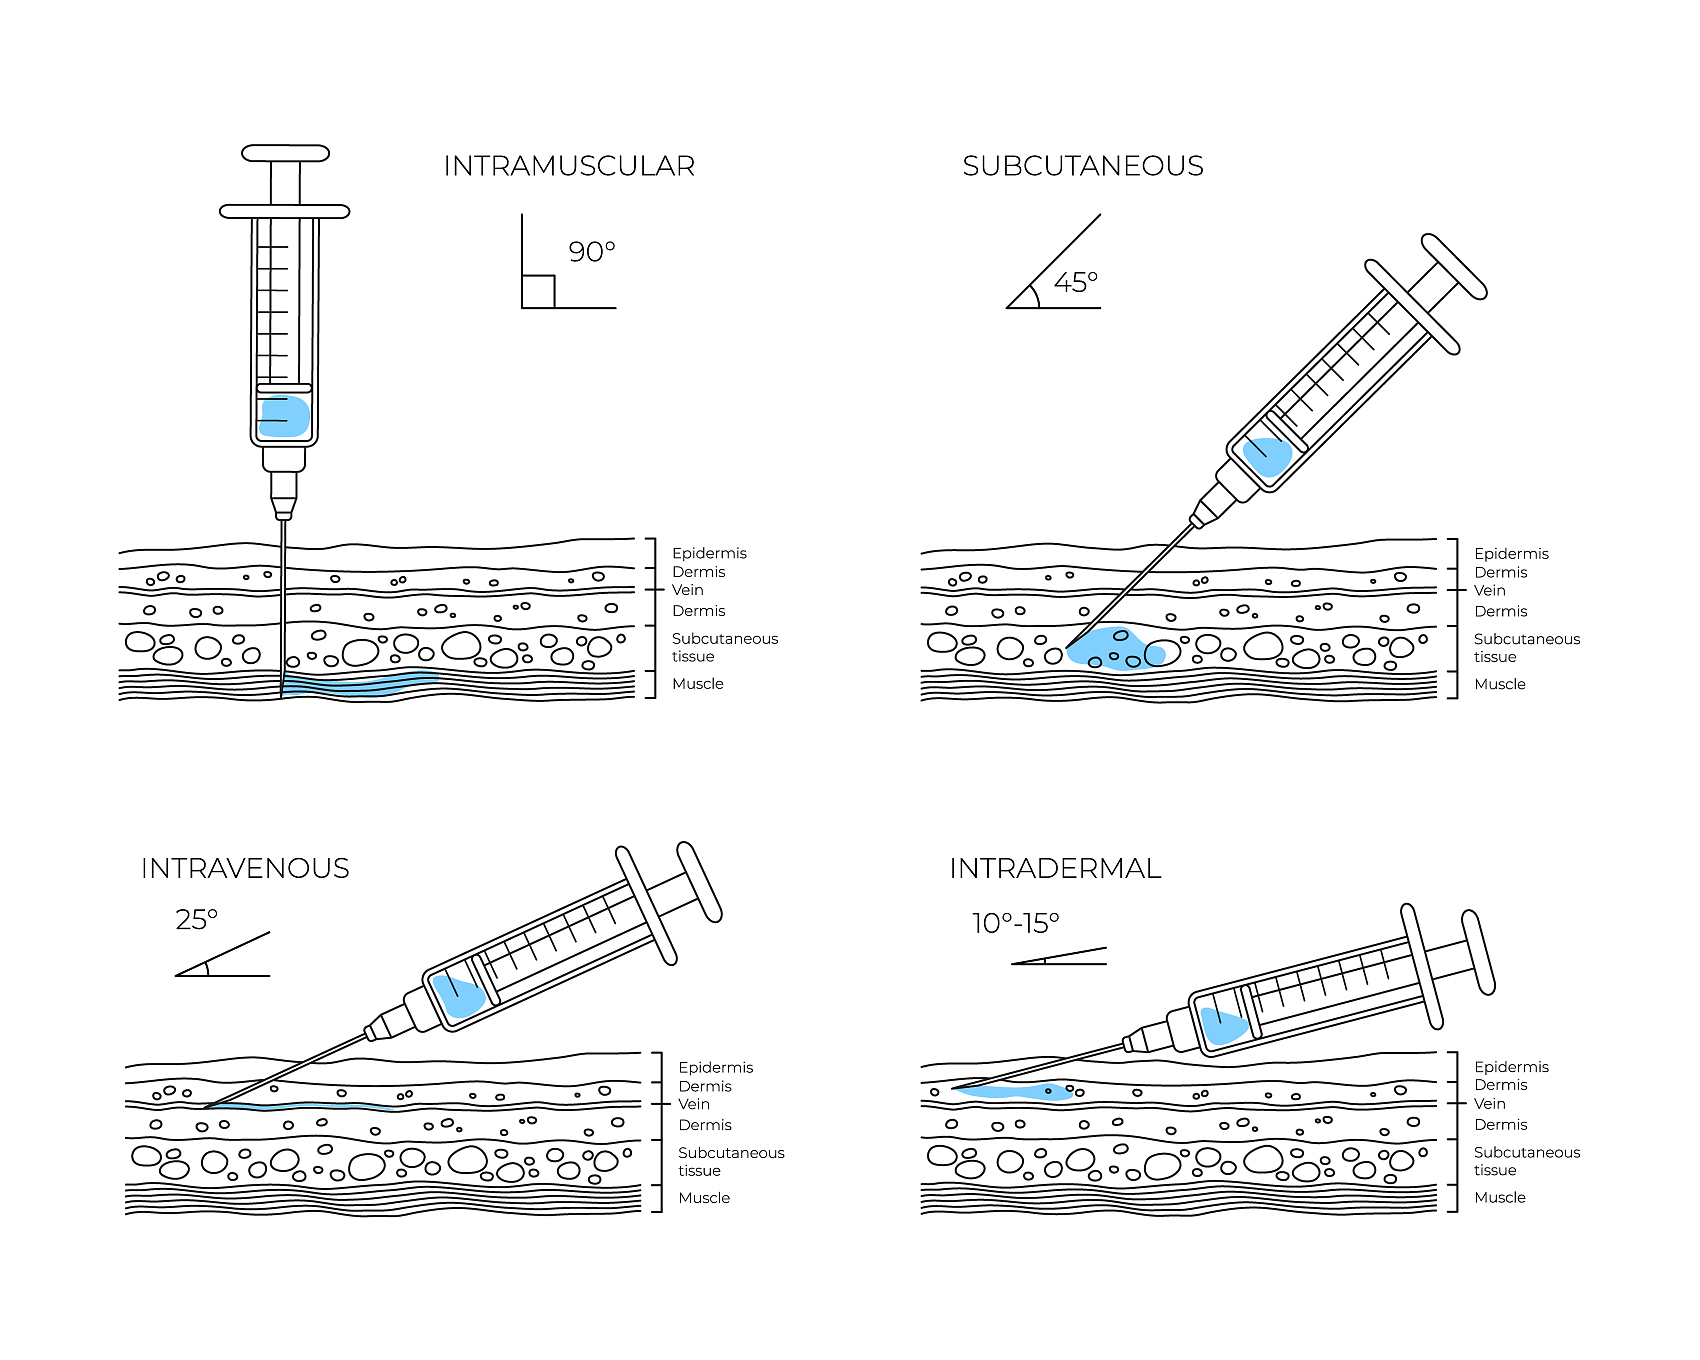 INTRAMUSCULAR
90°
Epidermis
Dermis
Vein
Dermis
Subcutaneous
tissue
Muscle
SUBCUTANEOUS
45°
Epidermis
Dermis
Vein
Dermis
Subcutaneous
tissue
Muscle
INTRAVENOUS
25°
Epidermis
Dermis
Vein
Dermis
Subcutaneous
tissue
Muscle
INTRADERMAL
10°-15°
Epidermis
Dermis
Vein
Dermis
Subcutaneous
tissue
Muscle